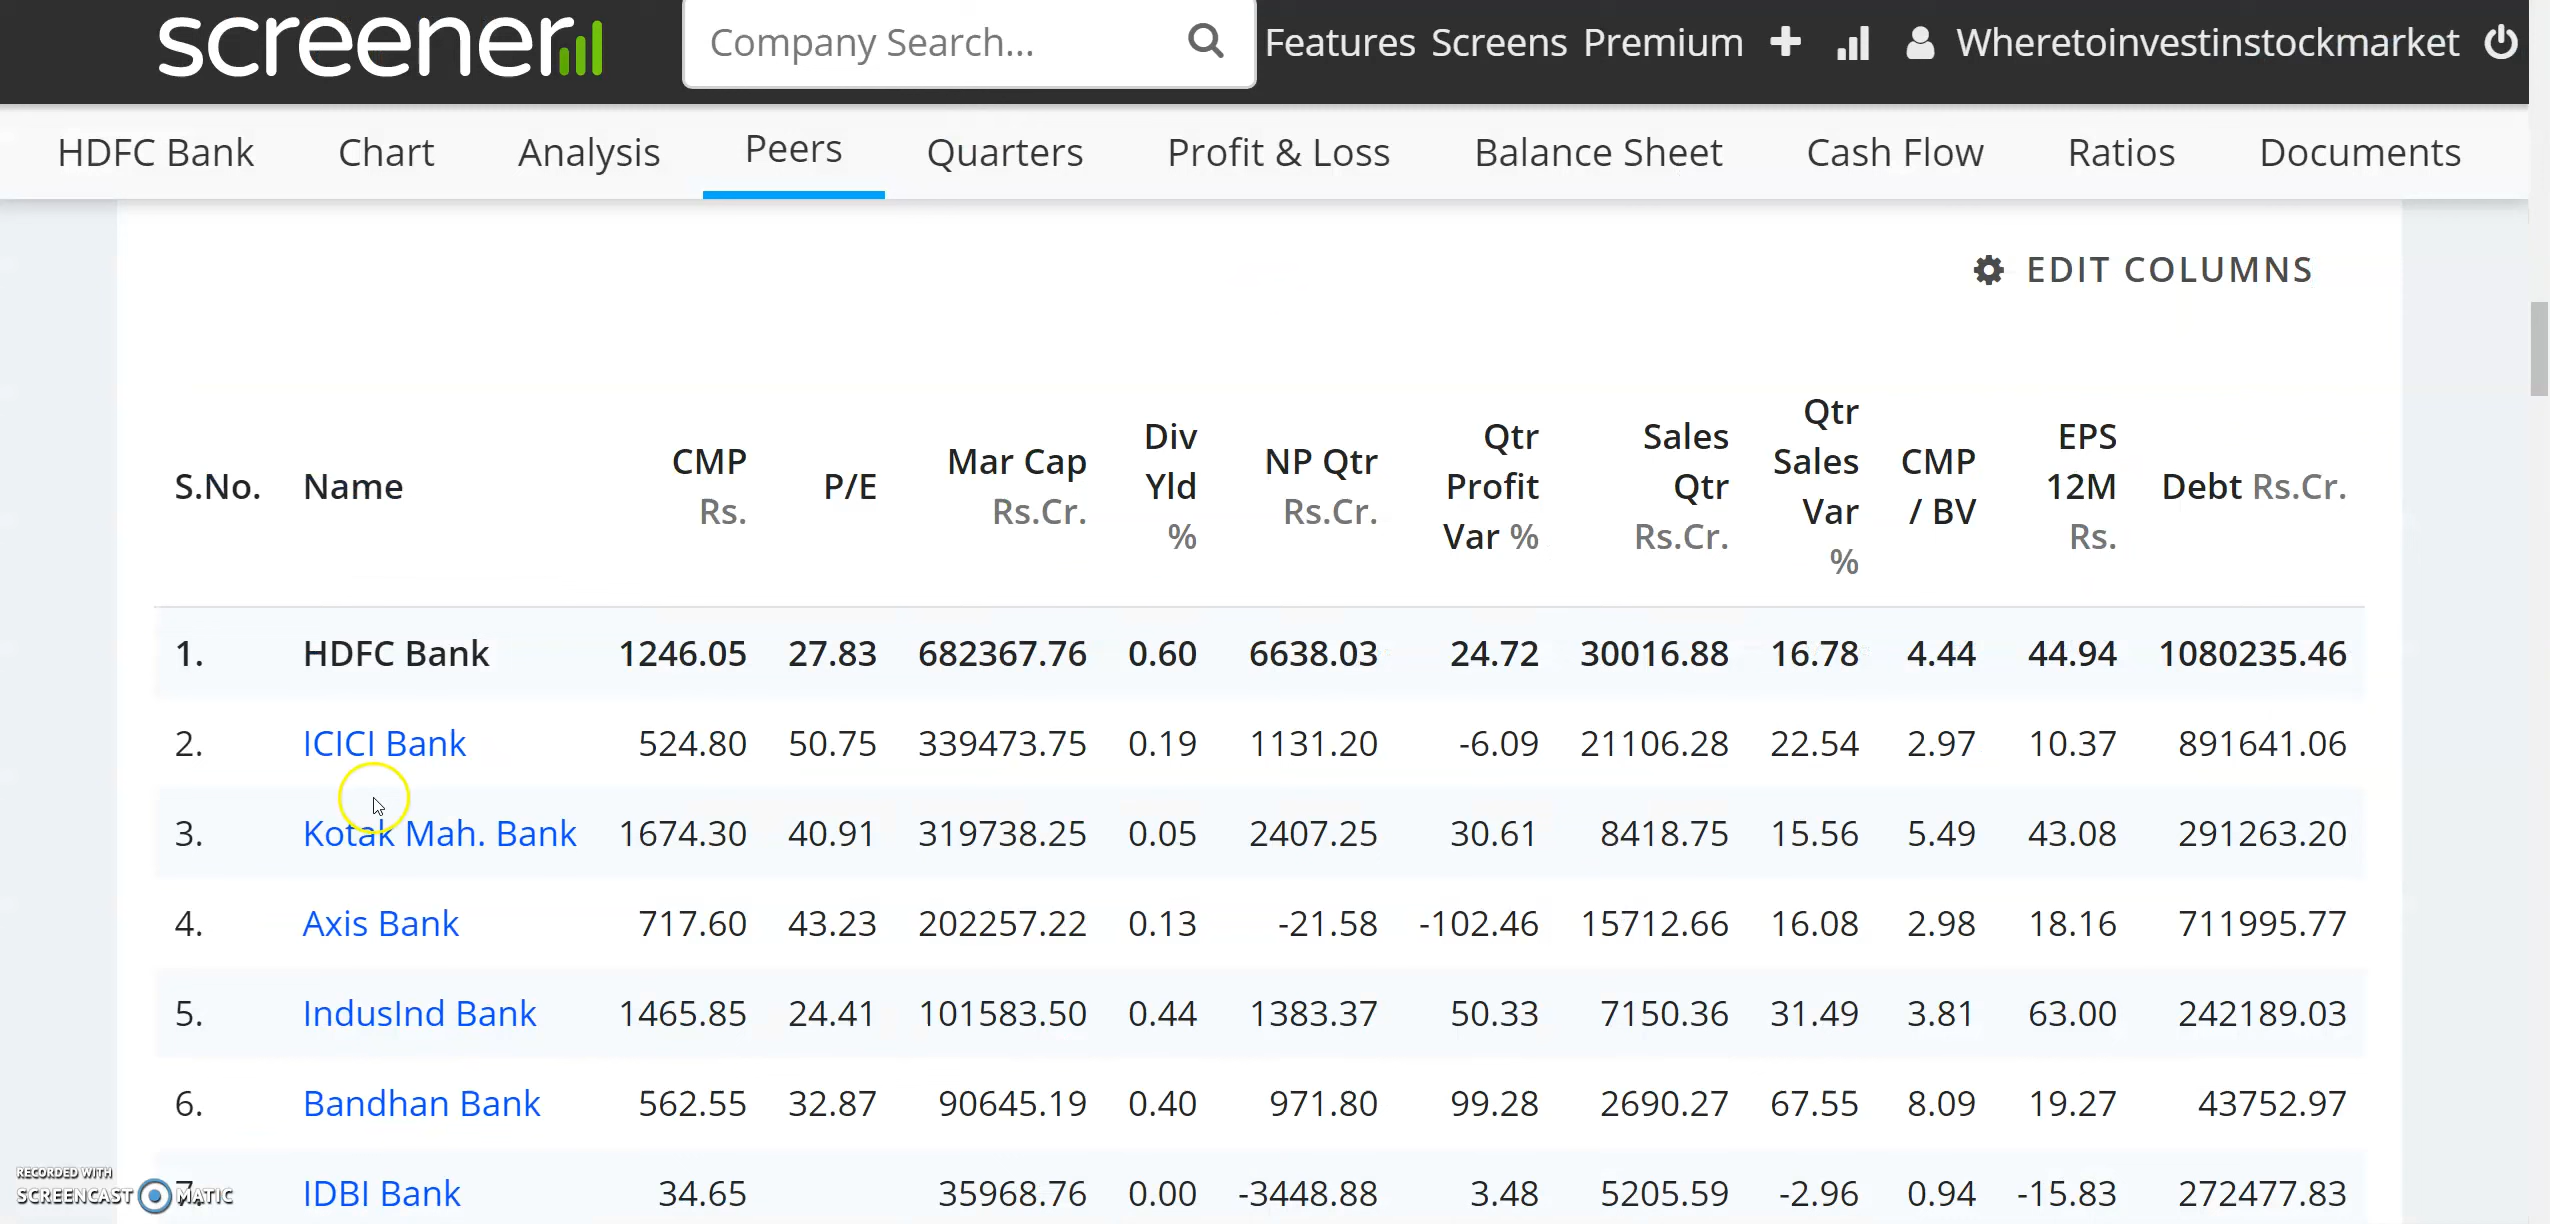 screener
Company Search...
Features Screens Premium Wheretoinvestinstockmarket
HDFC Bank Chart Analysis Peers Quarters Profit & Loss Balance Sheet Cash Flow Ratios Documents
EDIT COLUMNS
S.No. Name CMP Rs. P/E Mar Cap Rs.Cr. Div Yld % NP Qtr Rs.Cr. Qtr Profit Var % Sales Qtr Rs.Cr. Qtr Sales Var % CMP / BV EPS 12M Rs. Debt Rs.Cr.
1. HDFC Bank 1246.05 27.83 682367.76 0.60 6638.03 24.72 30016.88 16.78 4.44 44.94 1080235.46
2. ICICI Bank 524.80 50.75 339473.75 0.19 1131.20 -6.09 21106.28 22.54 2.97 10.37 891641.06
3. Kotak Mah. Bank 1674.30 40.91 319738.25 0.05 2407.25 30.61 8418.75 15.56 5.49 43.08 291263.20
4. Axis Bank 717.60 43.23 202257.22 0.13 -21.58 -102.46 15712.66 16.08 2.98 18.16 711995.77
5. IndusInd Bank 1465.85 24.41 101583.50 0.44 1383.37 50.33 7150.36 31.49 3.81 63.00 242189.03
6. Bandhan Bank 562.55 32.87 90645.19 0.40 971.80 99.28 2690.27 67.55 8.09 19.27 43752.97
7. IDBI Bank 34.65 35968.76 0.00 -3448.88 3.48 5205.59 -2.96 0.94 -15.83 272477.83
RECORDED WITH
SCREENCAST MATIC